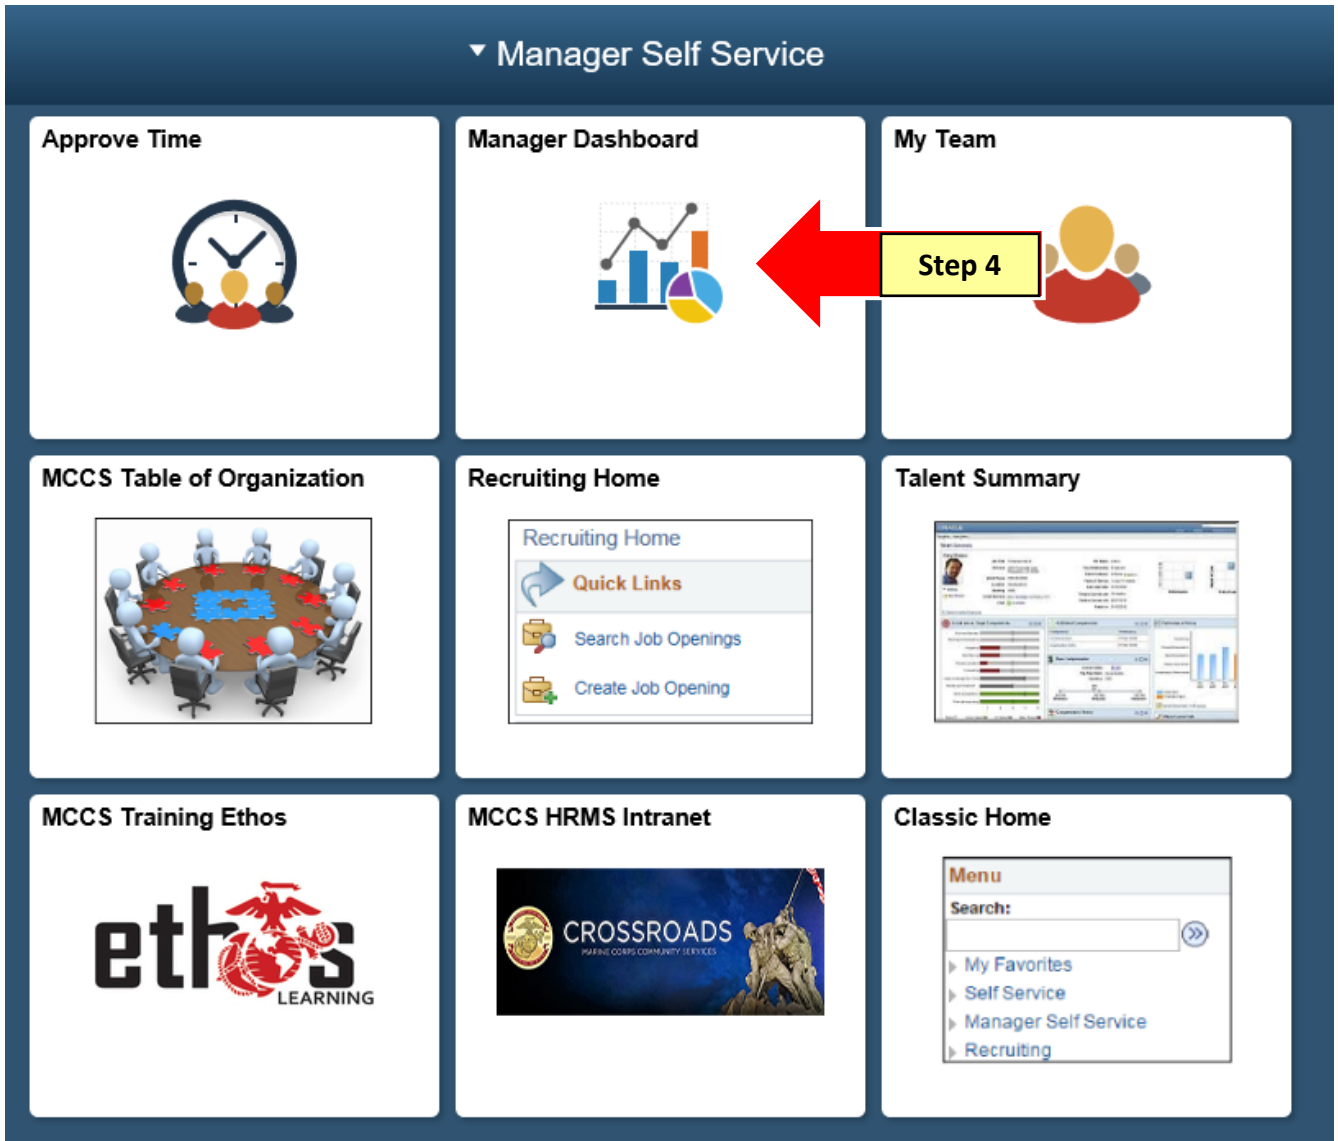 Manager Self Service
Approve Time
Manager Dashboard
My Team
Step 4
MCCS Table of Organization
Recruiting Home
Talent Summary
Recruiting Home
Quick Links
Search Job Openings
Create Job Opening
MCCS Training Ethos
MCCS HRMS Intranet
Classic Home
ethos
LEARNING
CROSSROADS
MARINE CORPS COMMUNITY SERVICES
Menu
Search:
My Favorites
Self Service
Manager Self Service
Recruiting